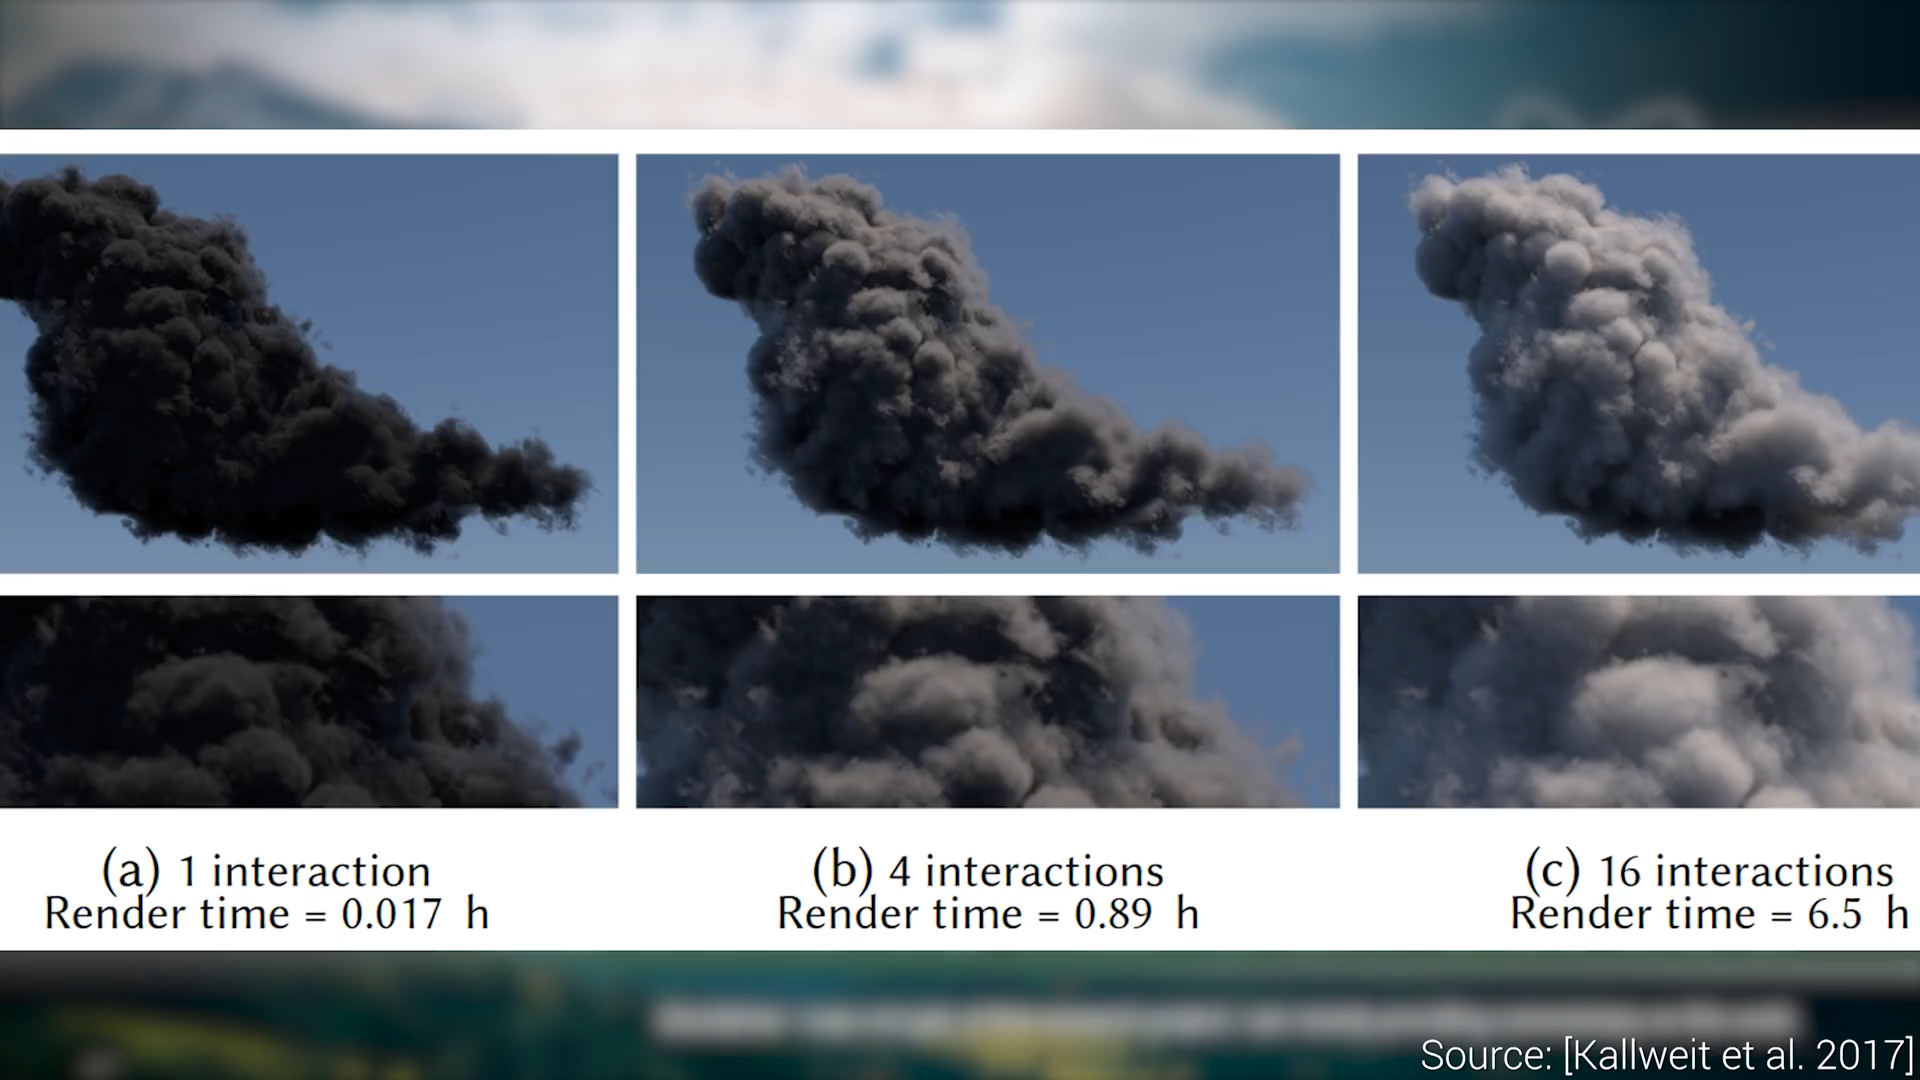 (a) 1 interaction
Render time = 0.017 h
(b) 4 interactions
Render time = 0.89 h
(c) 16 interactions
Render time = 6.5 h
Source: [Kallweit et al. 2017]